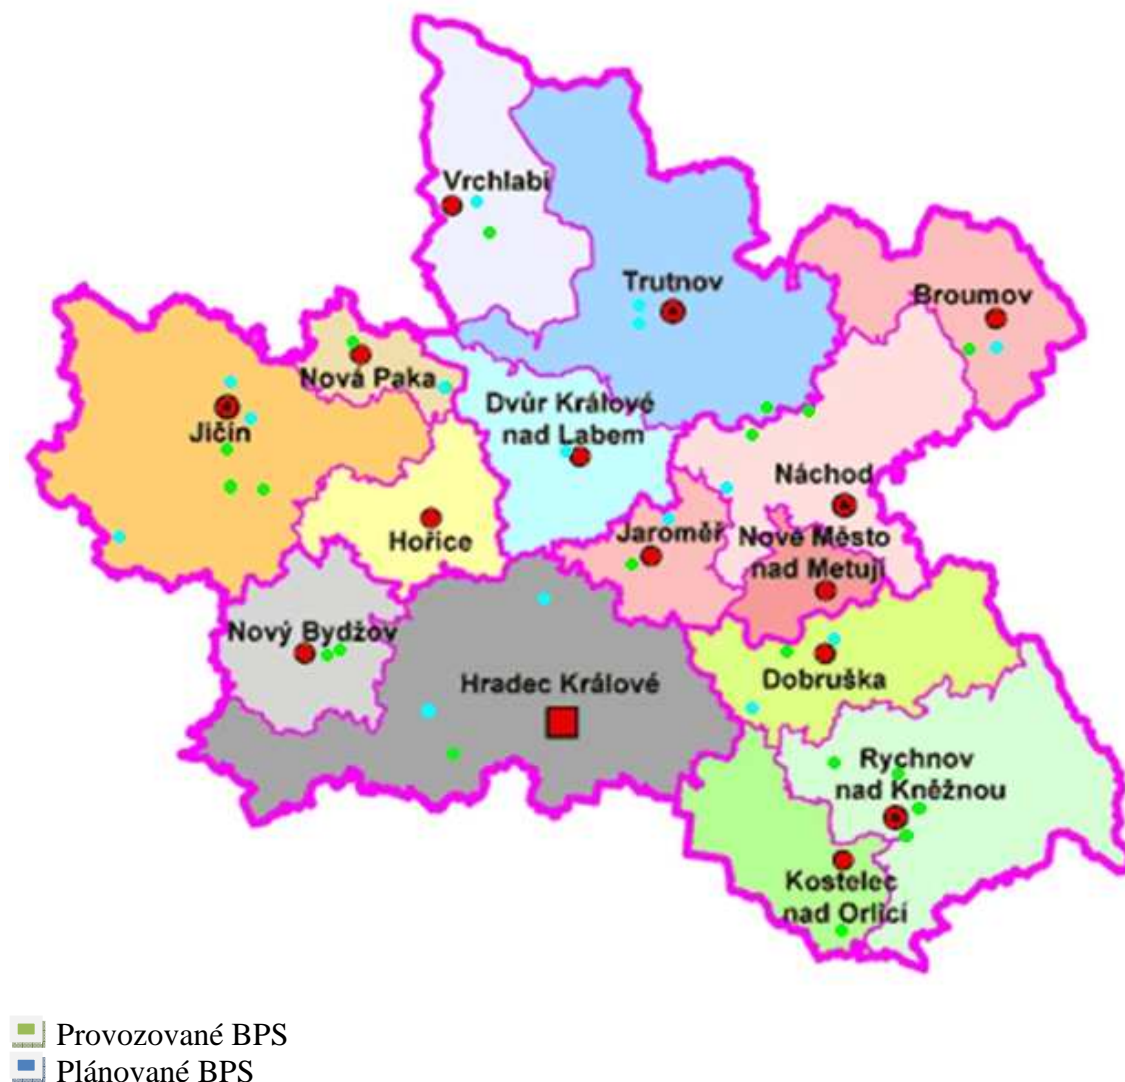 Vrchlabí
Trutnov
Broumov
Nová Paka
Dvůr Králové
nad Labem
Jičín
Náchod
Hořice
Jaroměř
Nové Město
nad Metují
Nový Bydžov
Dobruška
Hradec Králové
Rychnov
nad Kněžnou
Kostelec
nad Orlicí
Provozované BPS
Plánované BPS